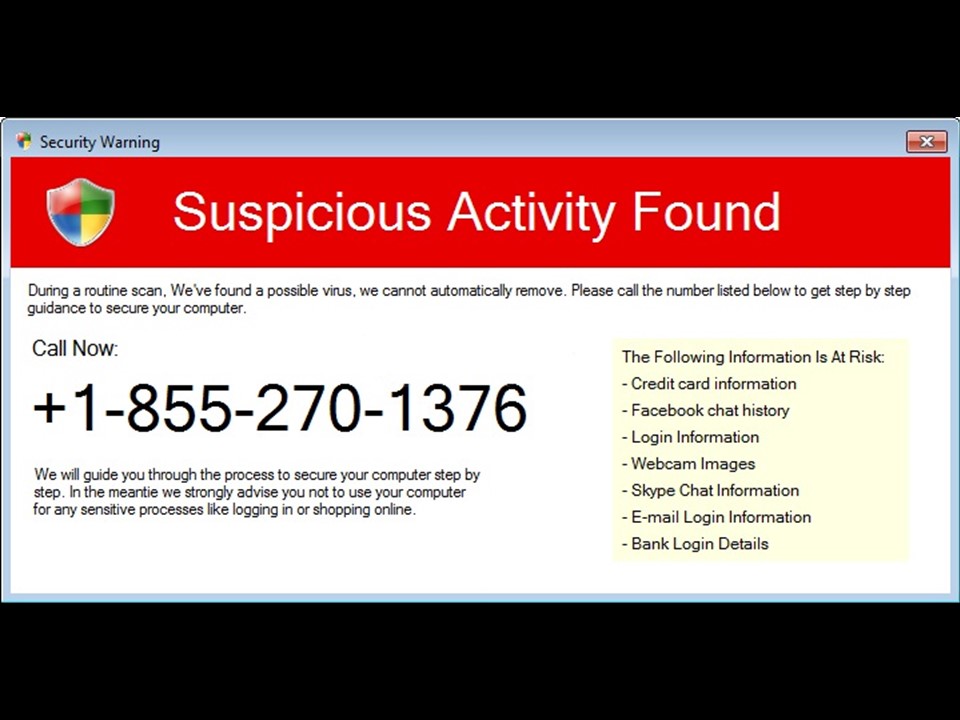 Security Warning
Suspicious Activity Found
During a routine scan, We've found a possible virus, we cannot automatically remove. Please call the number listed below to get step by step
guidance to secure your computer.
Call Now:
+1-855-270-1376
We will guide you through the process to secure your computer step by
step. In the meantie we strongly advise you not to use your computer
for any sensitive processes like logging in or shopping online.
The Following Information Is At Risk:
- Credit card information
- Facebook chat history
- Login Information
- Webcam Images
- Skype Chat Information
- E-mail Login Information
- Bank Login Details